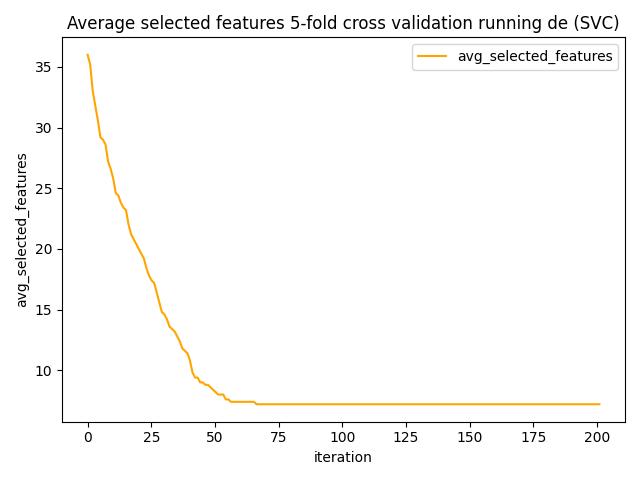 Average selected features 5-fold cross validation running de (SVC)
avg_selected_features
35
30
25
20
15
10
avg_selected_features
0 25 50 75 100 125 150 175 200
iteration